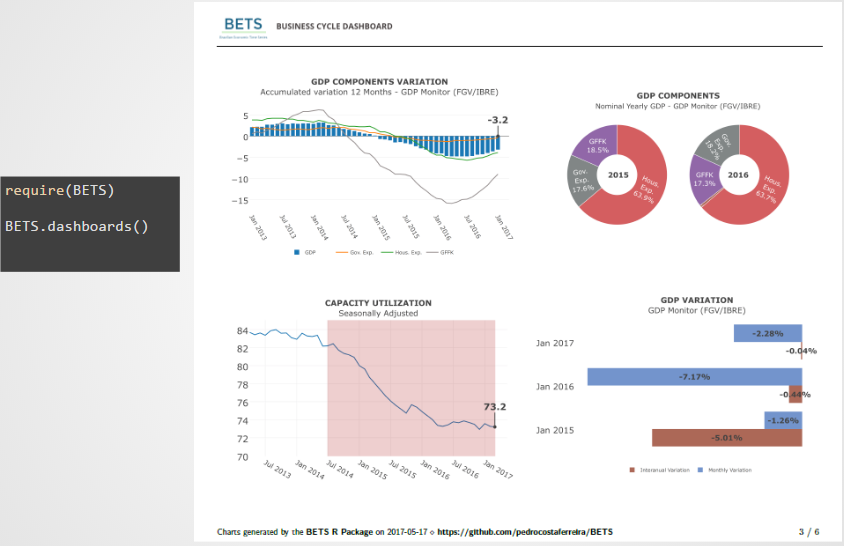 require(BETS)
BETS.dashboards()
BETS
BUSINESS CYCLE DASHBOARD
GDP COMPONENTS VARIATION
Accumulated variation 12 Months - GDP Monitor (FGV/IBRE)
-3.2
5
0
−5
−10
−15
Jan 2013
Jul 2013
Jan 2014
Jul 2014
Jan 2015
Jul 2015
Jan 2016
Jul 2016
Jan 2017
GDP
Gov. Exp.
Hous. Exp.
GFFK
GDP COMPONENTS
Nominal Yearly GDP - GDP Monitor (FGV/IBRE)
GFFK
18.5%
Gov.
Exp.
17.6%
Hous.
Exp.
63.9%
2015
Gov.
Exp.
18.2%
GFFK
17.3%
Hous.
Exp.
63.7%
2016
CAPACITY UTILIZATION
Seasonally Adjusted
84
82
80
78
76
74
72
70
73.2
Jul 2013
Jan 2014
Jul 2014
Jan 2015
Jul 2015
Jan 2016
Jul 2016
Jan 2017
GDP VARIATION
GDP Monitor (FGV/IBRE)
Jan 2017
-2.28%
-0.04%
Jan 2016
-7.17%
-0.44%
Jan 2015
-1.26%
-5.01%
Interanual Variation
Monthly Variation
Charts generated by the BETS R Package on 2017-05-17 ⋄ https://github.com/pedrocostaferreira/BETS
3 / 6